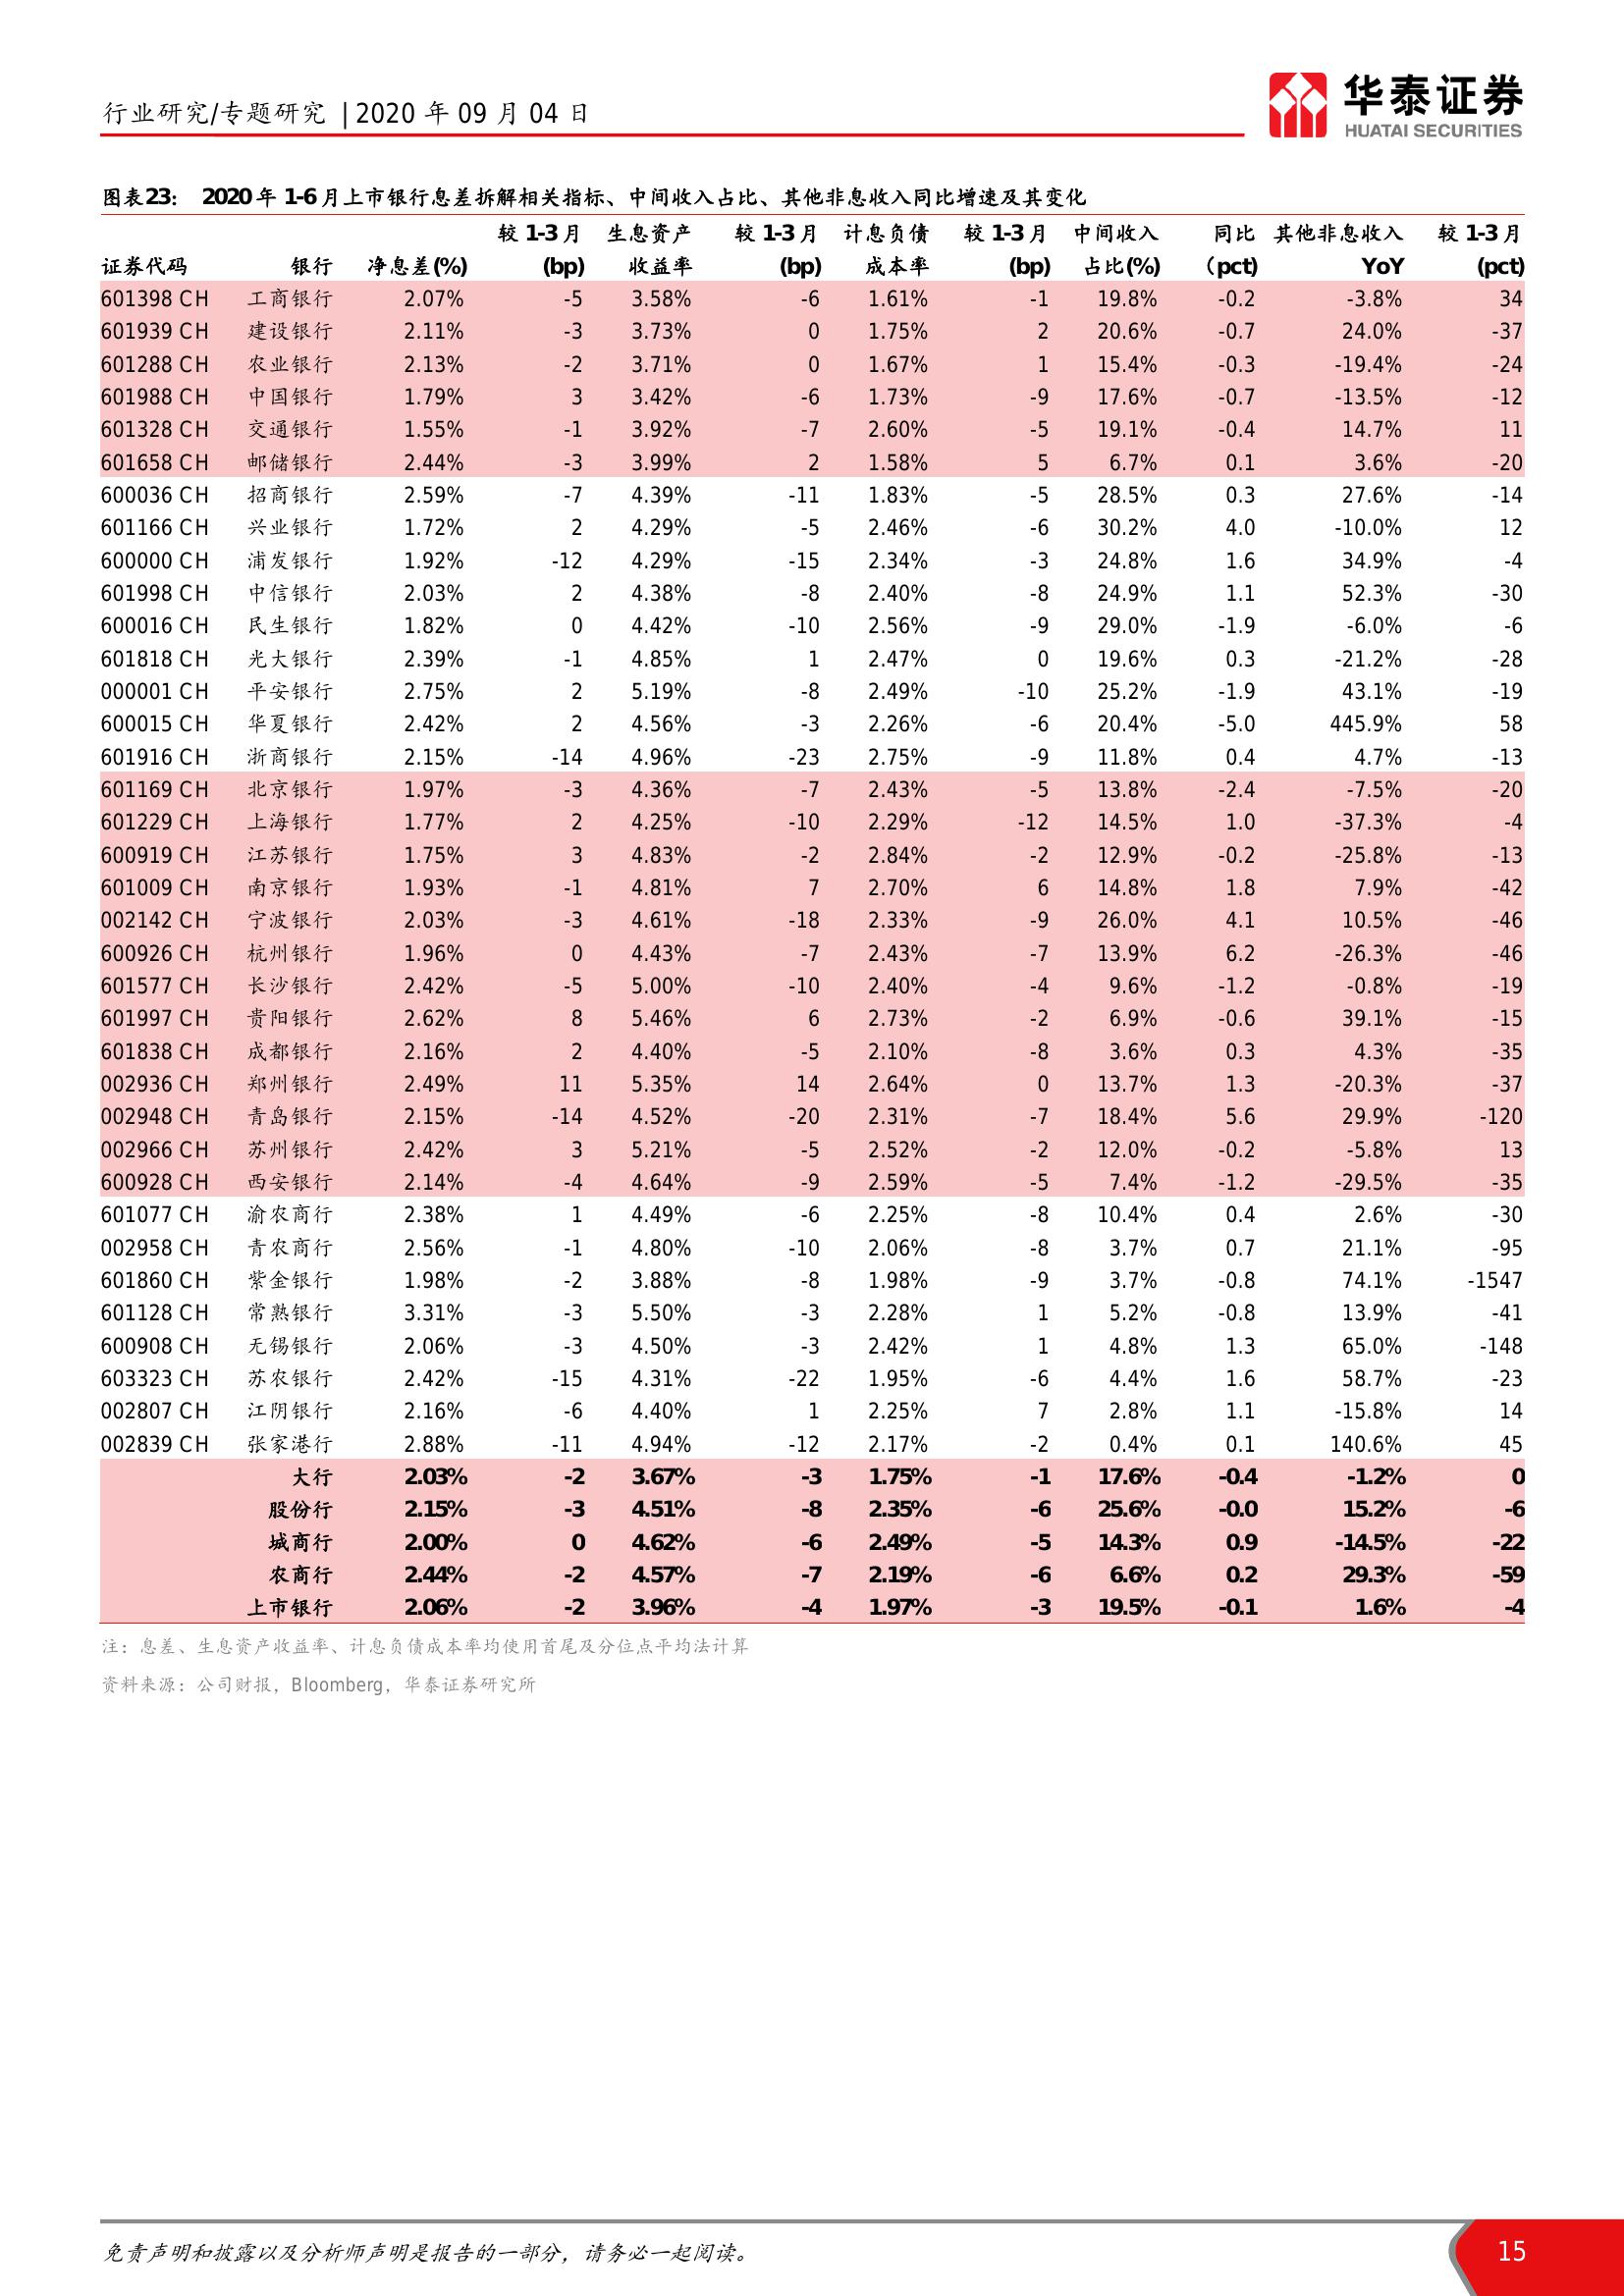 行业研究/专题研究 | 2020 年 09 月 04 日
华泰证券
HUATAI SECURITIES
图表23： 2020 年 1-6 月上市银行息差拆解相关指标、中间收入占比、其他非息收入同比增速及其变化
较 1-3 月 生息资产 较 1-3 月 计息负债 较 1-3 月 中间收入 同比 其他非息收入 较 1-3 月
证券代码 银行 净息差(%) (bp) 收益率 (bp) 成本率 (bp) 占比(%) （pct) YoY (pct)
601398 CH 工商银行 2.07% -5 3.58% -6 1.61% -1 19.8% -0.2 -3.8% 34
601939 CH 建设银行 2.11% -3 3.73% 0 1.75% 2 20.6% -0.7 24.0% -37
601288 CH 农业银行 2.13% -2 3.71% 0 1.67% 1 15.4% -0.3 -19.4% -24
601988 CH 中国银行 1.79% 3 3.42% -6 1.73% -9 17.6% -0.7 -13.5% -12
601328 CH 交通银行 1.55% -1 3.92% -7 2.60% -5 19.1% -0.4 14.7% 11
601658 CH 邮储银行 2.44% -3 3.99% 2 1.58% 5 6.7% 0.1 3.6% -20
600036 CH 招商银行 2.59% -7 4.39% -11 1.83% -5 28.5% 0.3 27.6% -14
601166 CH 兴业银行 1.72% 2 4.29% -5 2.46% -6 30.2% 4.0 -10.0% 12
600000 CH 浦发银行 1.92% -12 4.29% -15 2.34% -3 24.8% 1.6 34.9% -4
601998 CH 中信银行 2.03% 2 4.38% -8 2.40% -8 24.9% 1.1 52.3% -30
600016 CH 民生银行 1.82% 0 4.42% -10 2.56% -9 29.0% -1.9 -6.0% -6
601818 CH 光大银行 2.39% -1 4.85% 1 2.47% 0 19.6% 0.3 -21.2% -28
000001 CH 平安银行 2.75% 2 5.19% -8 2.49% -10 25.2% -1.9 43.1% -19
600015 CH 华夏银行 2.42% 2 4.56% -3 2.26% -6 20.4% -5.0 445.9% 58
601916 CH 浙商银行 2.15% -14 4.96% -23 2.75% -9 11.8% 0.4 4.7% -13
601169 CH 北京银行 1.97% -3 4.36% -7 2.43% -5 13.8% -2.4 -7.5% -20
601229 CH 上海银行 1.77% 2 4.25% -10 2.29% -12 14.5% 1.0 -37.3% -4
600919 CH 江苏银行 1.75% 3 4.83% -2 2.84% -2 12.9% -0.2 -25.8% -13
601009 CH 南京银行 1.93% -1 4.81% 7 2.70% 6 14.8% 1.8 7.9% -42
002142 CH 宁波银行 2.03% -3 4.61% -18 2.33% -9 26.0% 4.1 10.5% -46
600926 CH 杭州银行 1.96% 0 4.43% -7 2.43% -7 13.9% 6.2 -26.3% -46
601577 CH 长沙银行 2.42% -5 5.00% -10 2.40% -4 9.6% -1.2 -0.8% -19
601997 CH 贵阳银行 2.62% 8 5.46% 6 2.73% -2 6.9% -0.6 39.1% -15
601838 CH 成都银行 2.16% 2 4.40% -5 2.10% -8 3.6% 0.3 4.3% -35
002936 CH 郑州银行 2.49% 11 5.35% 14 2.64% 0 13.7% 1.3 -20.3% -37
002948 CH 青岛银行 2.15% -14 4.52% -20 2.31% -7 18.4% 5.6 29.9% -120
002966 CH 苏州银行 2.42% 3 5.21% -5 2.52% -2 12.0% -0.2 -5.8% 13
600928 CH 西安银行 2.14% -4 4.64% -9 2.59% -5 7.4% -1.2 -29.5% -35
601077 CH 渝农商行 2.38% 1 4.49% -6 2.25% -8 10.4% 0.4 2.6% -30
002958 CH 青农商行 2.56% -1 4.80% -10 2.06% -8 3.7% 0.7 21.1% -95
601860 CH 紫金银行 1.98% -2 3.88% -8 1.98% -9 3.7% -0.8 74.1% -1547
601128 CH 常熟银行 3.31% -3 5.50% -3 2.28% 1 5.2% -0.8 13.9% -41
600908 CH 无锡银行 2.06% -3 4.50% -3 2.42% 1 4.8% 1.3 65.0% -148
603323 CH 苏农银行 2.42% -15 4.31% -22 1.95% -6 4.4% 1.6 58.7% -23
002807 CH 江阴银行 2.16% -6 4.40% 1 2.25% 7 2.8% 1.1 -15.8% 14
002839 CH 张家港行 2.88% -11 4.94% -12 2.17% -2 0.4% 0.1 140.6% 45
大行 2.03% -2 3.67% -3 1.75% -1 17.6% -0.4 -1.2% 0
股份行 2.15% -3 4.51% -8 2.35% -6 25.6% -0.0 15.2% -6
城商行 2.00% 0 4.62% -6 2.49% -5 14.3% 0.9 -14.5% -22
农商行 2.44% -2 4.57% -7 2.19% -6 6.6% 0.2 29.3% -59
上市银行 2.06% -2 3.96% -4 1.97% -3 19.5% -0.1 1.6% -4
注：息差、生息资产收益率、计息负债成本率均使用首尾及分位点平均法计算
资料来源：公司财报，Bloomberg，华泰证券研究所
免责声明和披露以及分析师声明是报告的一部分，请务必一起阅读。
15